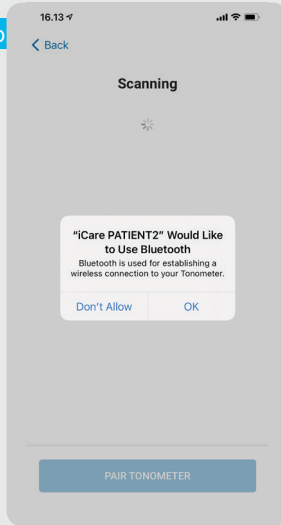 16.13
Back
Scanning
"iCare PATIENT2" Would Like
to Use Bluetooth
Bluetooth is used for establishing a
wireless connection to your Tonometer.
Don't Allow
OK
PAIR TONOMETER